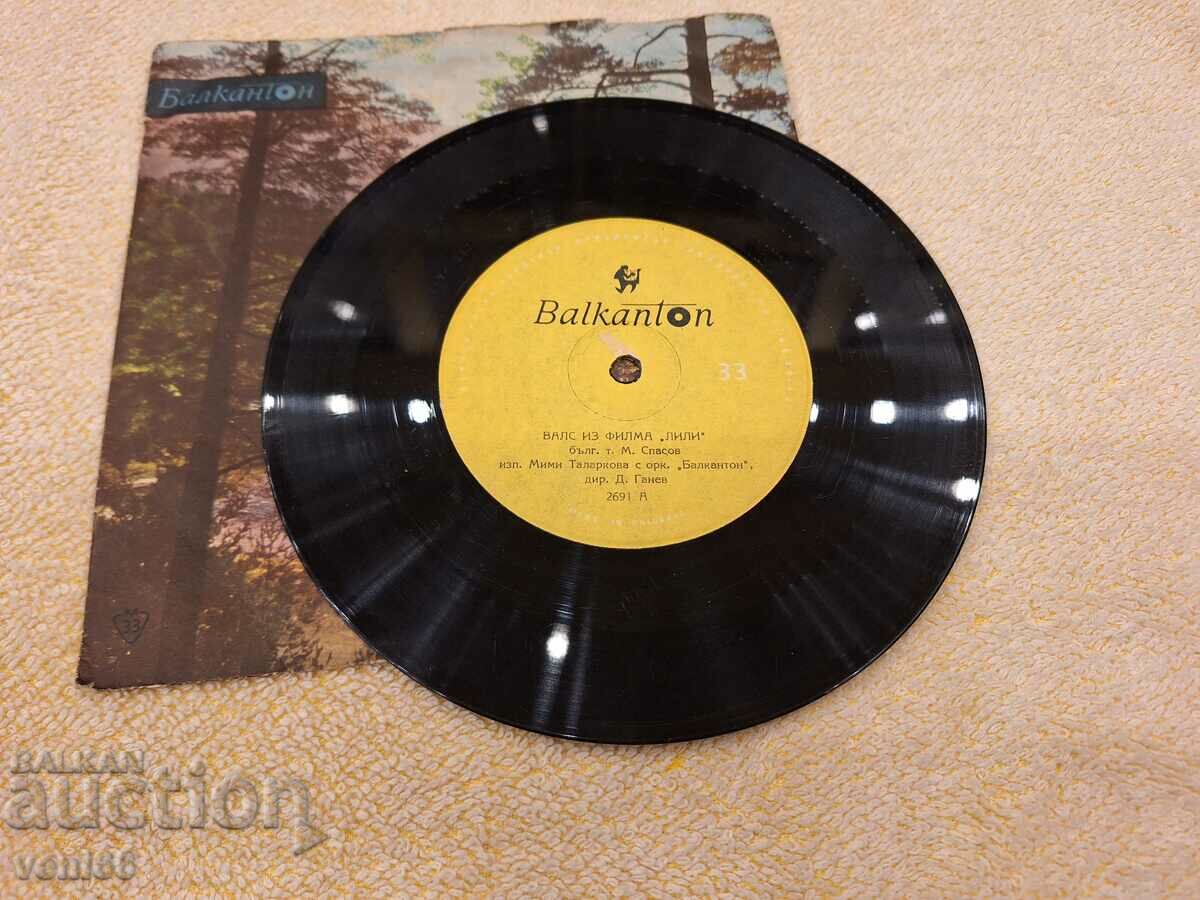 Балкантон
Balkanton
33
ВАЛС ИЗ ФИЛМА „ЛИЛИ"
бълг. т. М. Спасов
изп. Мими Таларкова с орк. „Балкантон",
дир. Д. Ганев
2691 А
33
BALKAN
auction
veni66